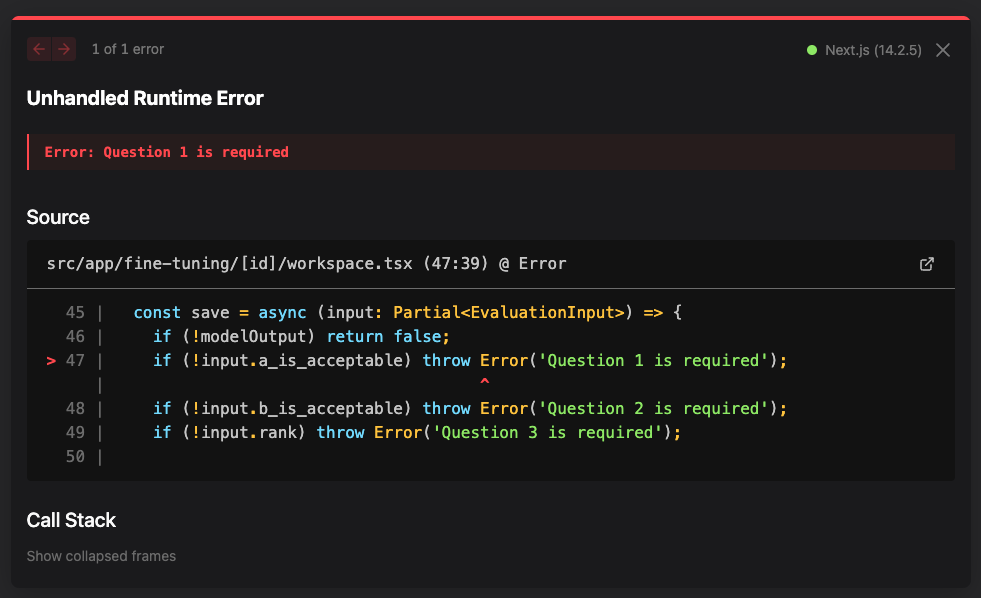 1 of 1 error
Next.js (14.2.5)
Unhandled Runtime Error
Error: Question 1 is required
Source
src/app/fine-tuning/[id]/workspace.tsx (47:39) @ Error
45 |   const save = async (input: Partial<EvaluationInput>) => {
46 |     if (!modelOutput) return false;
> 47 |     if (!input.a_is_acceptable) throw Error('Question 1 is required');
|                                       ^
48 |     if (!input.b_is_acceptable) throw Error('Question 2 is required');
49 |     if (!input.rank) throw Error('Question 3 is required');
50 |
Call Stack
Show collapsed frames